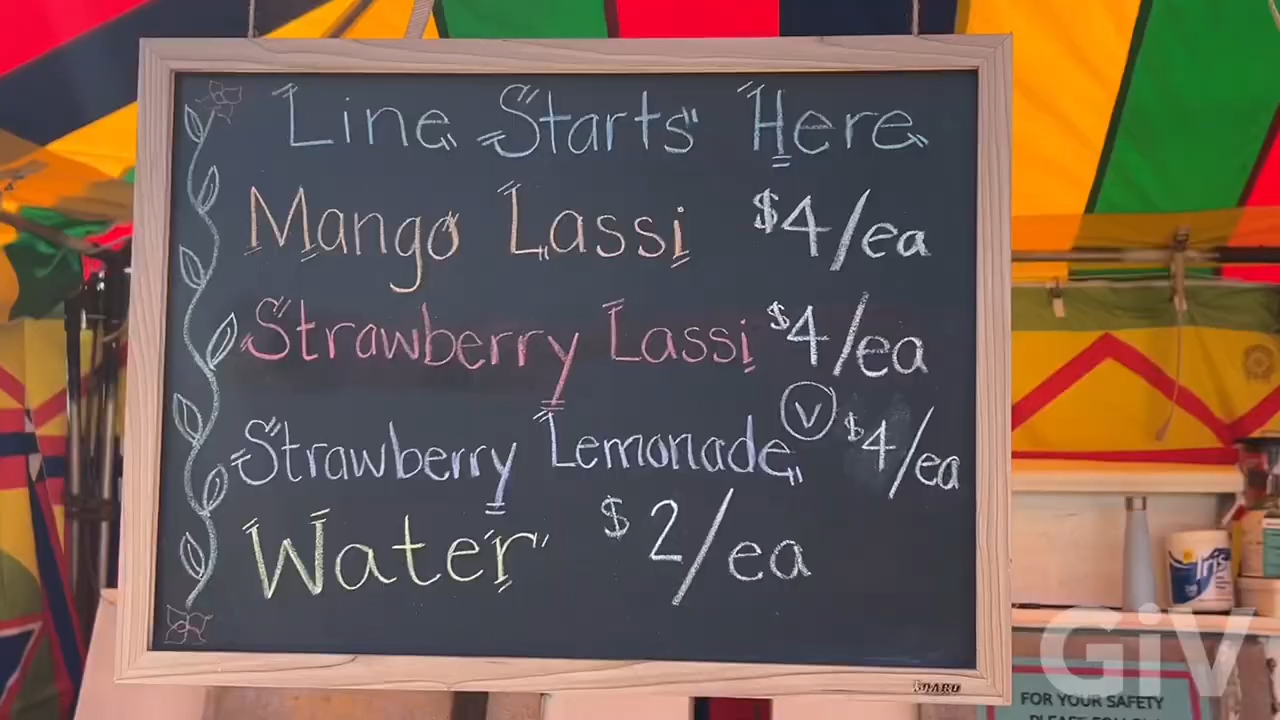 Line Starts Here
Mango Lassi $4/ea
Strawberry Lassi $4/ea
Strawberry Lemonade Ⓥ $4/ea
Water $2/ea
GiV
FOR YOUR SAFETY